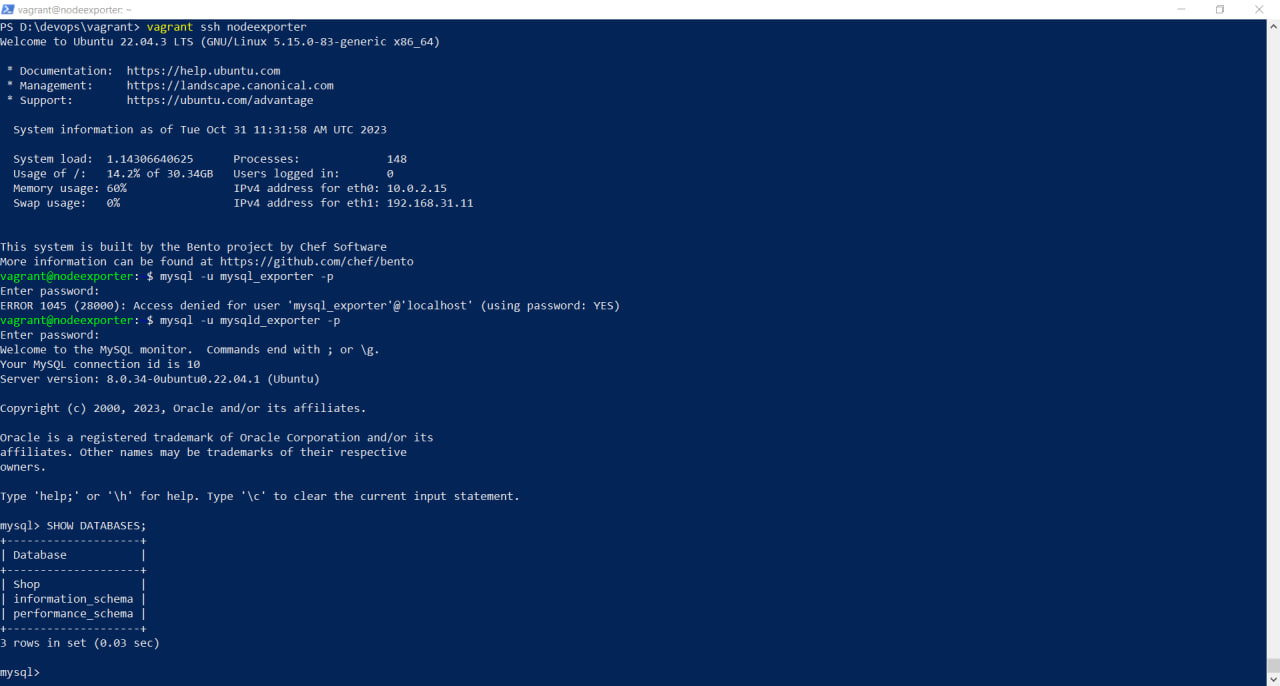 vagrant@nodeexporter: ~
PS D:\devops\vagrant> vagrant ssh nodeexporter
Welcome to Ubuntu 22.04.3 LTS (GNU/Linux 5.15.0-83-generic x86_64)
* Documentation:  https://help.ubuntu.com
* Management:     https://landscape.canonical.com
* Support:        https://ubuntu.com/advantage
System information as of Tue Oct 31 11:31:58 AM UTC 2023
System load:  1.14306640625      Processes:             148
Usage of /:   14.2% of 30.34GB   Users logged in:       0
Memory usage: 60%                IPv4 address for eth0: 10.0.2.15
Swap usage:   0%                 IPv4 address for eth1: 192.168.31.11
This system is built by the Bento project by Chef Software
More information can be found at https://github.com/chef/bento
vagrant@nodeexporter: $ mysql -u mysql_exporter -p
Enter password:
ERROR 1045 (28000): Access denied for user 'mysql_exporter'@'localhost' (using password: YES)
vagrant@nodeexporter: $ mysql -u mysqld_exporter -p
Enter password:
Welcome to the MySQL monitor.  Commands end with ; or \g.
Your MySQL connection id is 10
Server version: 8.0.34-0ubuntu0.22.04.1 (Ubuntu)
Copyright (c) 2000, 2023, Oracle and/or its affiliates.
Oracle is a registered trademark of Oracle Corporation and/or its
affiliates. Other names may be trademarks of their respective
owners.
Type 'help;' or '\h' for help. Type '\c' to clear the current input statement.
mysql> SHOW DATABASES;
+--------------------+
| Database           |
+--------------------+
| Shop               |
| information_schema |
| performance_schema |
+--------------------+
3 rows in set (0.03 sec)
mysql>